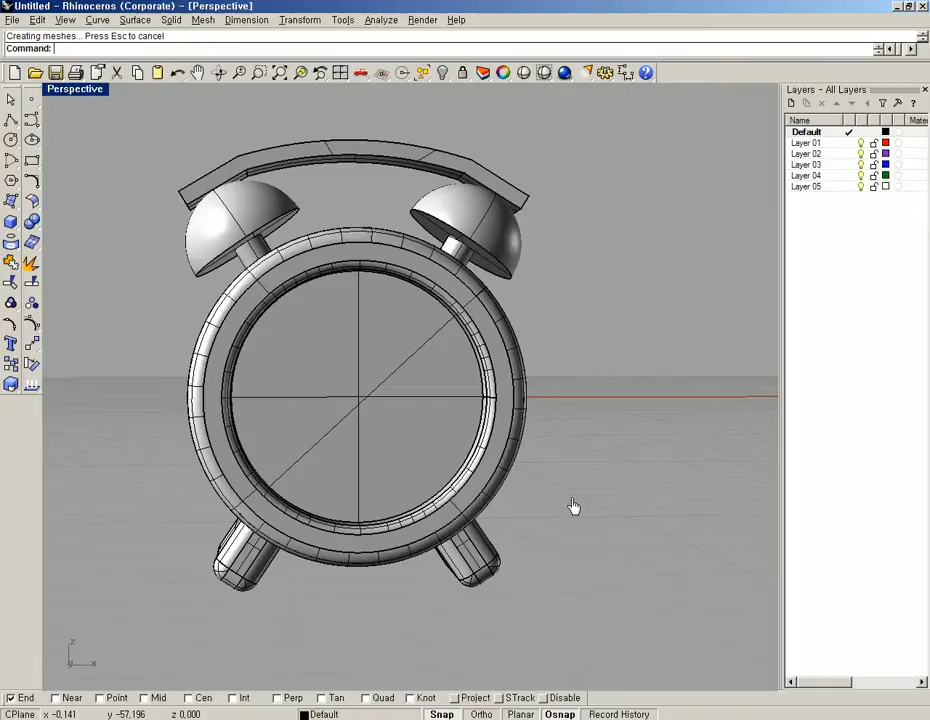 Untitled - Rhinoceros (Corporate) - [Perspective]
File Edit View Curve Surface Solid Mesh Dimension Transform Tools Analyze Render Help
Creating meshes... Press Esc to cancel
Command:
Perspective
Layers - All Layers
Name Mater
Default
Layer 01
Layer 02
Layer 03
Layer 04
Layer 05
z
y x
End Near Point Mid Cen Int Perp Tan Quad Knot Project STrack Disable
CPlane x -0,141 y -57,196 z 0,000 Default Snap Ortho Planar Osnap Record History